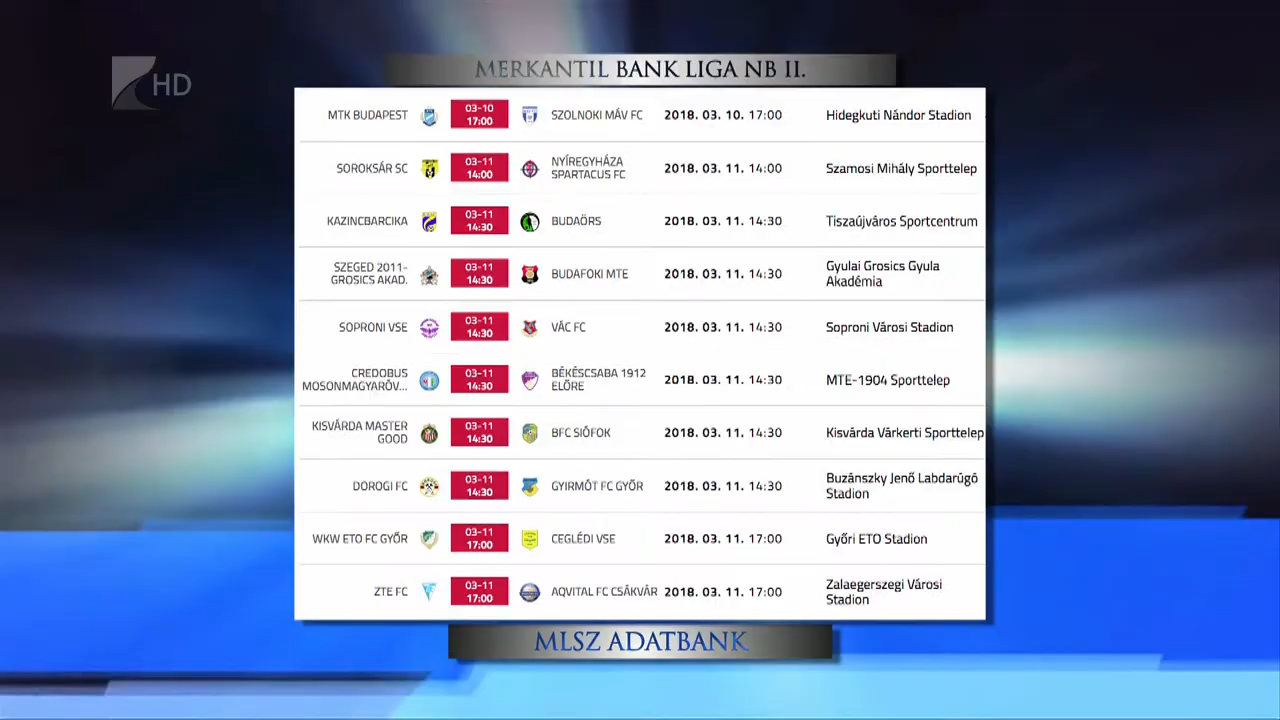 HD
MERKANTIL BANK LIGA NB II.
MTK BUDAPEST 03-10 17:00 SZOLNOKI MÁV FC 2018. 03. 10. 17:00 Hidegkuti Nándor Stadion
SOROKSÁR SC 03-11 14:00 NYÍREGYHÁZA SPARTACUS FC 2018. 03. 11. 14:00 Szamosi Mihály Sporttelep
KAZINCBARCIKA 03-11 14:30 BUDAÖRS 2018. 03. 11. 14:30 Tiszaújváros Sportcentrum
SZEGED 2011-GROSICS AKAD. 03-11 14:30 BUDAFOKI MTE 2018. 03. 11. 14:30 Gyulai Grosics Gyula Akadémia
SOPRONI VSE 03-11 14:30 VÁC FC 2018. 03. 11. 14:30 Soproni Városi Stadion
CREDOBUS MOSONMAGYARÓV... 03-11 14:30 BÉKÉSCSABA 1912 ELŐRE 2018. 03. 11. 14:30 MTE-1904 Sporttelep
KISVÁRDA MASTER GOOD 03-11 14:30 BFC SIÓFOK 2018. 03. 11. 14:30 Kisvárda Várkerti Sporttelep
DOROGI FC 03-11 14:30 GYIRMÓT FC GYŐR 2018. 03. 11. 14:30 Buzánszky Jenő Labdarúgó Stadion
WKW ETO FC GYŐR 03-11 17:00 CEGLÉDI VSE 2018. 03. 11. 17:00 Győri ETO Stadion
ZTE FC 03-11 17:00 AQVITAL FC CSÁKVÁR 2018. 03. 11. 17:00 Zalaegerszegi Városi Stadion
MLSZ ADATBANK